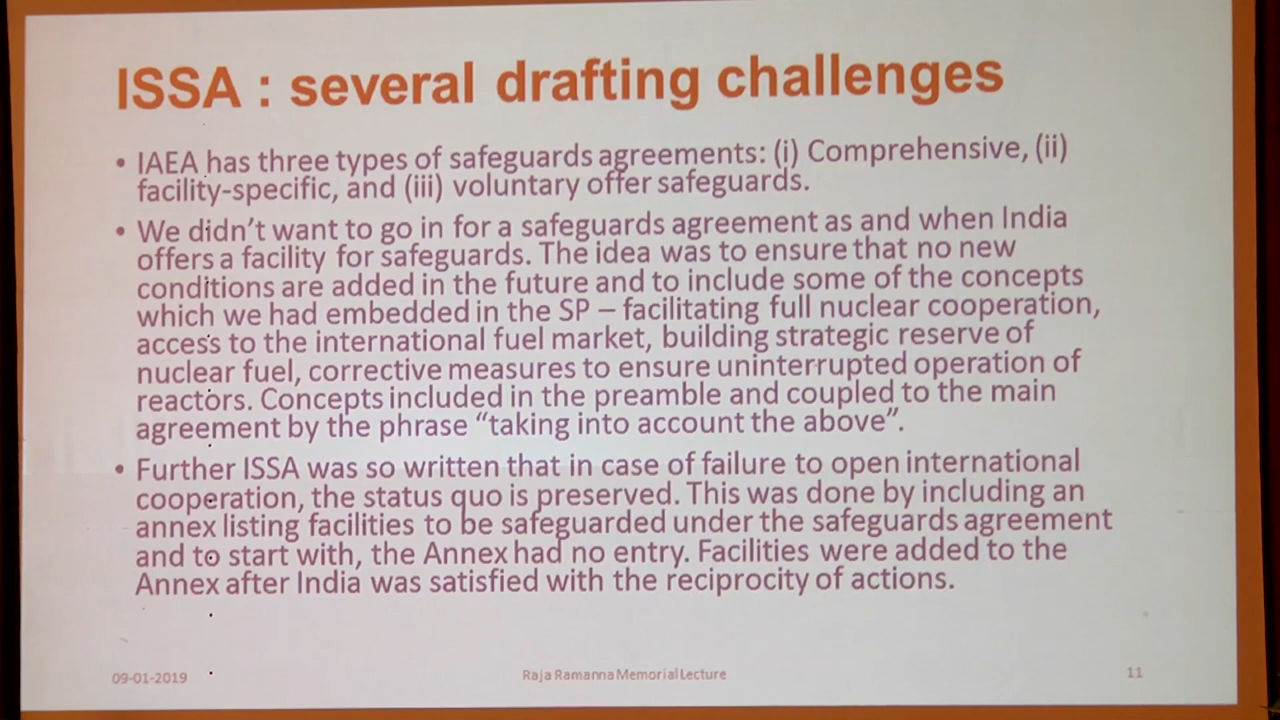 ISSA : several drafting challenges
• IAEA has three types of safeguards agreements: (i) Comprehensive, (ii)
facility-specific, and (iii) voluntary offer safeguards.
• We didn't want to go in for a safeguards agreement as and when India
offers a facility for safeguards. The idea was to ensure that no new
conditions are added in the future and to include some of the concepts
which we had embedded in the SP – facilitating full nuclear cooperation,
access to the international fuel market, building strategic reserve of
nuclear fuel, corrective measures to ensure uninterrupted operation of
reactors. Concepts included in the preamble and coupled to the main
agreement by the phrase “taking into account the above”.
• Further ISSA was so written that in case of failure to open international
cooperation, the status quo is preserved. This was done by including an
annex listing facilities to be safeguarded under the safeguards agreement
and to start with, the Annex had no entry. Facilities were added to the
Annex after India was satisfied with the reciprocity of actions.
09-01-2019
Raja Ramanna Memorial Lecture
11